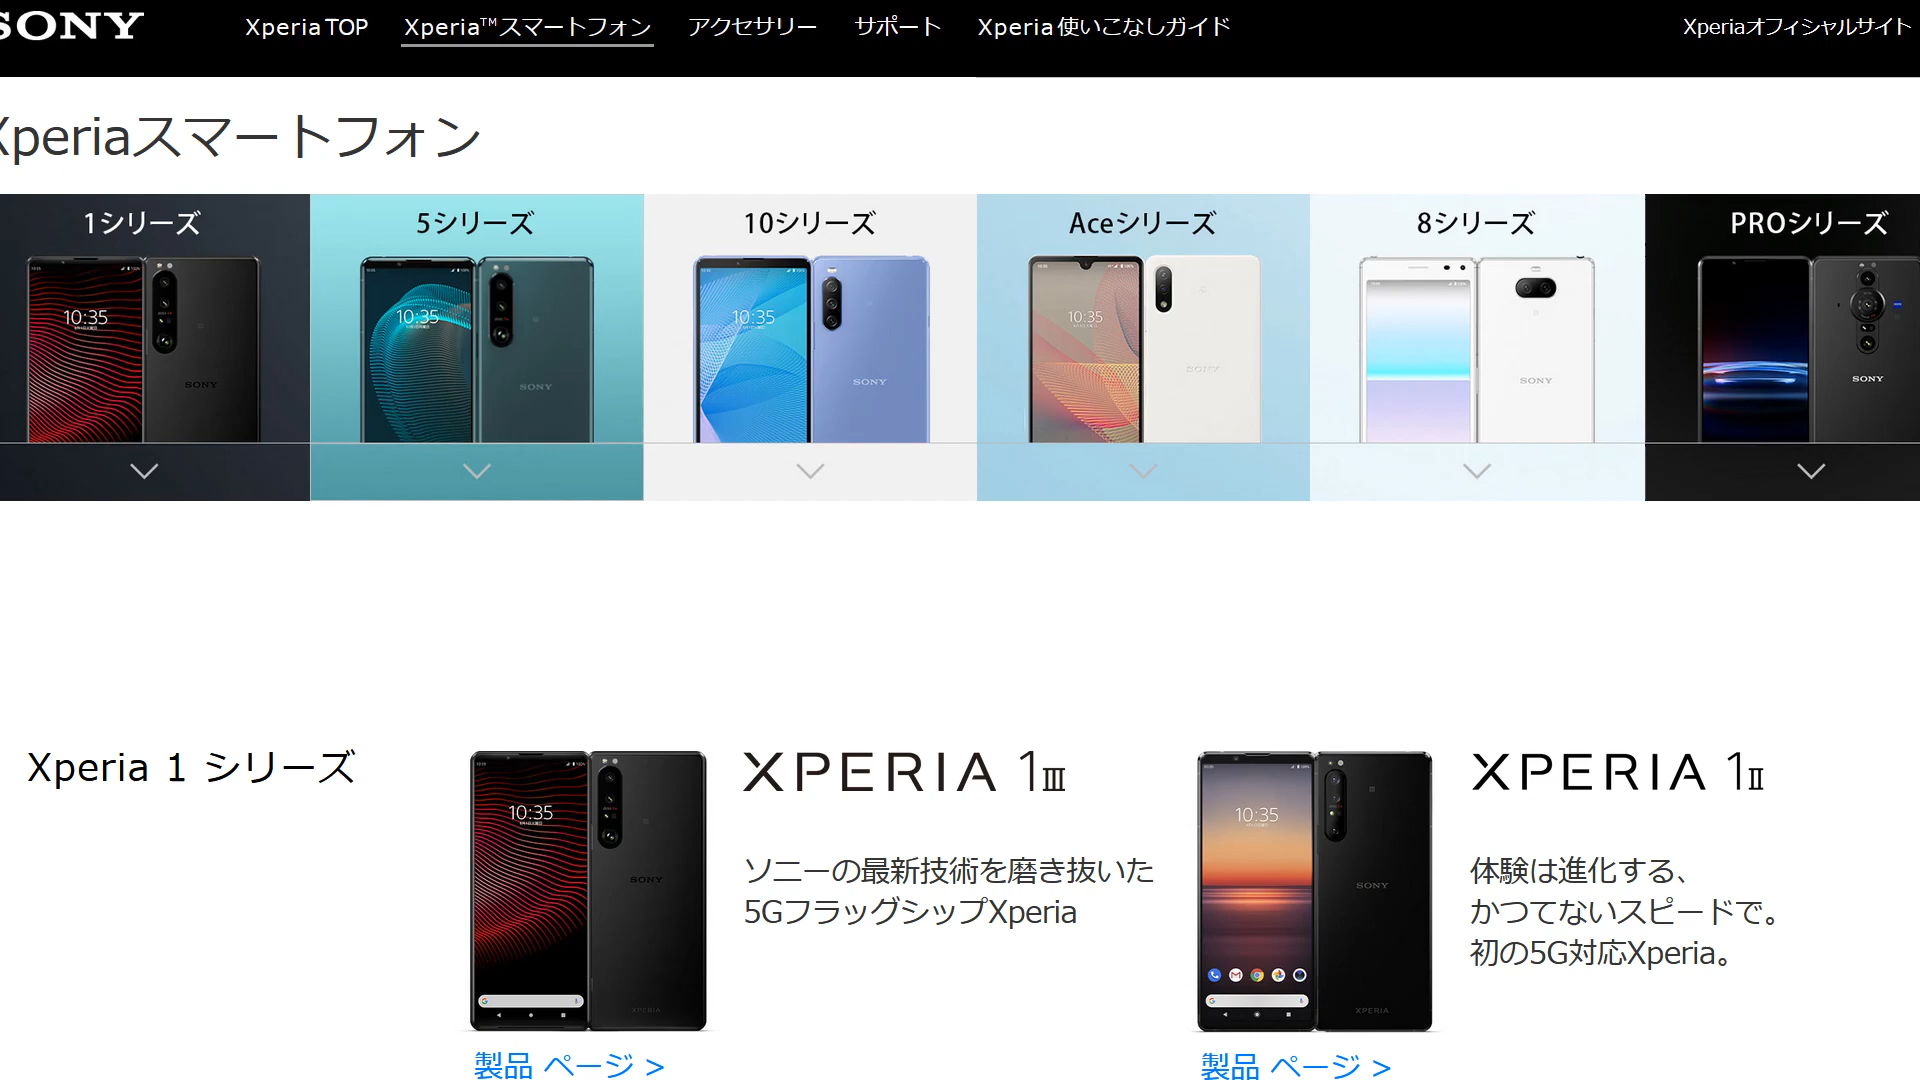 SONY
Xperia TOP
Xperia™スマートフォン
アクセサリー
サポート
Xperia 使いこなしガイド
Xperiaオフィシャルサイト
Xperiaスマートフォン
1シリーズ
5シリーズ
10シリーズ
Aceシリーズ
8シリーズ
PROシリーズ
10:35
10:35
10:35
10:35
SONY
SONY
SONY
SONY
SONY
SONY
Xperia 1 シリーズ
10:35
SONY
XPERIA
XPERIA 1III
ソニーの最新技術を磨き抜いた
5GフラッグシップXperia
製品 ページ >
10:35
SONY
XPERIA
XPERIA 1II
体験は進化する、
かつてないスピードで。
初の5G対応Xperia。
製品 ページ >